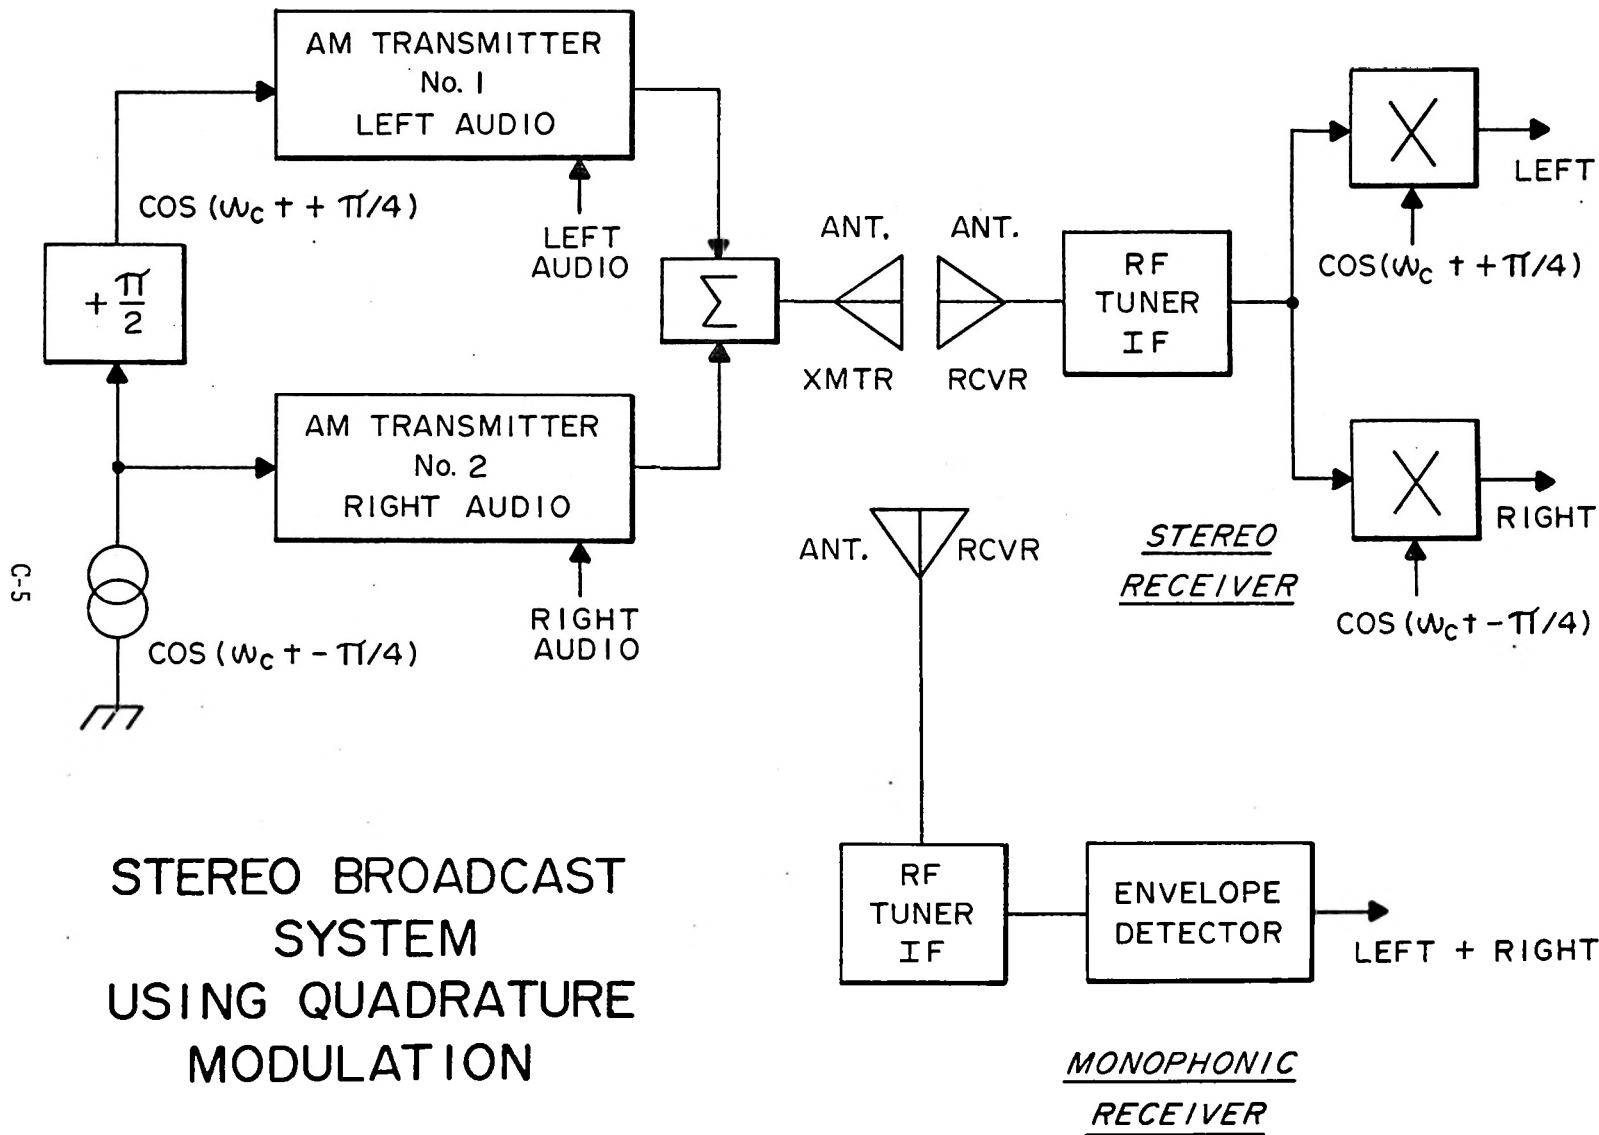 AM TRANSMITTER
No. 1
LEFT AUDIO
COS (ωc t + π/4)
LEFT
AUDIO
+ π/2
Σ
AM TRANSMITTER
No. 2
RIGHT AUDIO
RIGHT
AUDIO
COS (ωc t - π/4)
C-5
ANT.
XMTR
ANT.
RCVR
RF
TUNER
IF
X
LEFT
COS(ωc t + π/4)
X
RIGHT
COS(ωc t - π/4)
STEREO
RECEIVER
ANT.
RCVR
RF
TUNER
IF
ENVELOPE
DETECTOR
LEFT + RIGHT
MONOPHONIC
RECEIVER
STEREO BROADCAST
SYSTEM
USING QUADRATURE
MODULATION